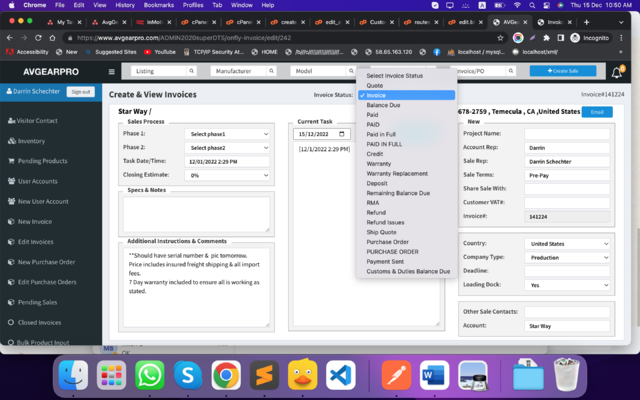 Chrome File Edit View History Bookmarks Profiles Tab Window Help
Thu 15 Dec 10:50 AM
My To
AvgGe
InMoti
cPane
cPane
create
edit_
Custo
route
edit.b
AVGe
Invoic
https://www.avgearpro.com/ADMIN2020superDTS/onfly-invoice/edit/242
Incognito
Accessibility New Suggested Sites Youtube TCP/IP Security At... HOME/ 58.65.163.120 localhost / mysql... localhost/ml/
AVGEARPRO
Listing
Manufacturer
Model
Invoice/PO
+ Create Sale
Darrin Schechter
Sign out
Create & View Invoices
Invoice Status:
Invoice#141224
Select Invoice Status
Quote
✓ Invoice
Balance Due
Paid
PAID
Paid in Full
PAID IN FULL
Credit
Warranty
Warranty Replacement
Deposit
Remaining Balance Due
RMA
Refund
Refund Issues
Ship Quote
Purchase Order
PURCHASE ORDER
Payment Sent
Customs & Duties Balance Due
Visitor Contact
Inventory
Pending Products
User Accounts
New User Account
New Invoice
Edit Invoices
New Purchase Order
Edit Purchase Orders
Pending Sales
Closed Invoices
Bulk Product Input
Star Way /
678-2759 , Temecula , CA ,United States
Email
Sales Process
Phase 1: Select phase1
Phase 2: Select phase2
Task Date/Time: 12/01/2022 2:29 PM
Closing Estimate: 0%
Specs & Notes
Additional Instructions & Comments
**Should have serial number & pic tomorrow.
Price includes insured freight shipping & all import
fees.
7 Day warranty included to ensure all is working as
stated.
Current Task
15/12/2022
[12/1/2022 2:29 PM]
New
Project Name:
Account Rep: Darrin
Sale Rep: Darrin Schechter
Sale Terms: Pre-Pay
Share Sale With:
Customer VAT#:
Invoice#: 141224
Country: United States
Company Type: Production
Deadline:
Loading Dock: Yes
Other Sale Contacts:
Account: Star Way